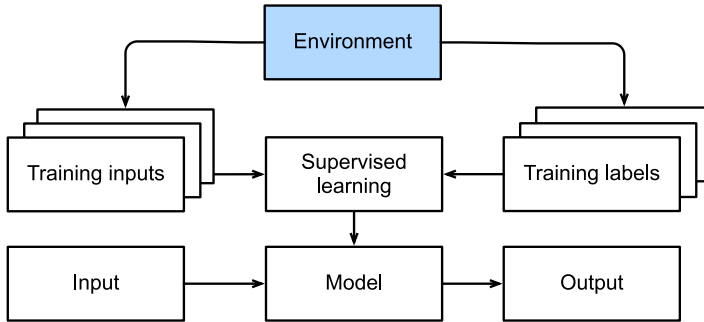 Environment
Training inputs
Supervised
learning
Training labels
Input
Model
Output